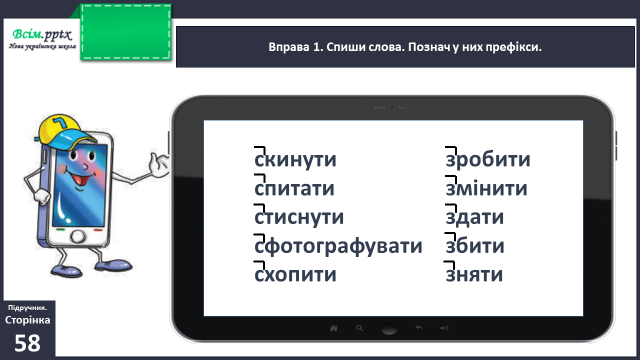 Всім.pptx
Нова українська школа
Вправа 1. Спиши слова. Познач у них префікси.
скинути
спитати
стиснути
сфотографувати
схопити
зробити
змінити
здати
збити
зняти
Підручник.
Сторінка
58